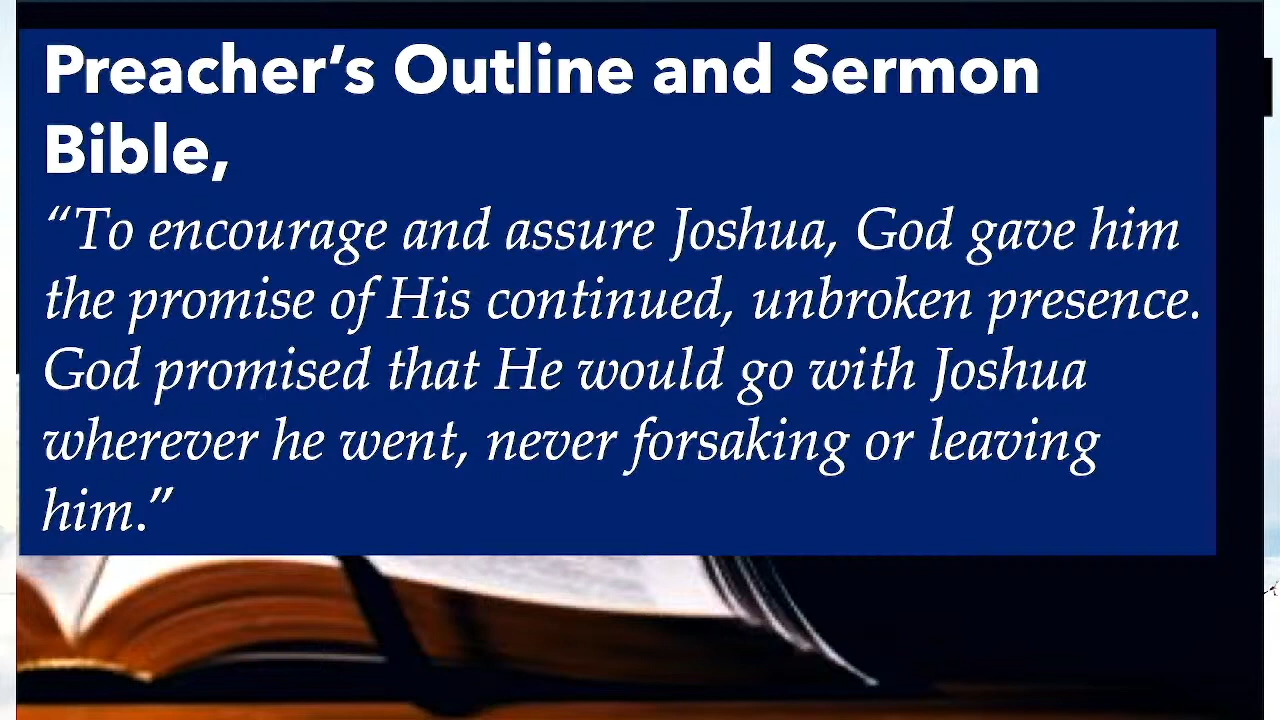 Preacher’s Outline and Sermon
Bible,
“To encourage and assure Joshua, God gave him
the promise of His continued, unbroken presence.
God promised that He would go with Joshua
wherever he went, never forsaking or leaving
him.”